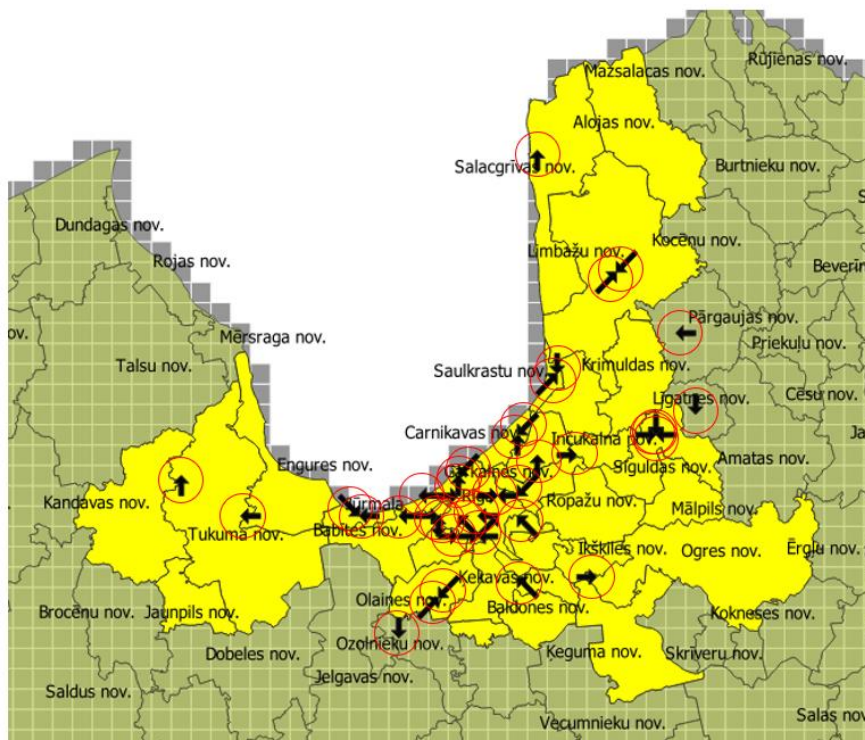 Rūjienas nov.
Mazsalacas nov.
Alojas nov.
Salacgrīvas nov.
Burtnieku nov.
Dundagas nov.
Kocēnu nov.
Limbažu nov.
Rojas nov.
Pārgaujas nov.
Mērsraga nov.
Priekuļu nov.
Talsu nov.
Saulkrastu nov.
Krimuldas nov.
Cēsu nov.
Līgatnes nov.
Carnikavas nov.
Inčukalna nov.
Amatas nov.
Engures nov.
Siguldas nov.
Kandavas nov.
Rīga
Jūrmala
Ropažu nov.
Mālpils nov.
Tukuma nov.
Babītes nov.
Ikšķiles nov.
Ogres nov.
Ērgļu nov.
Ķekavas nov.
Olaines nov.
Baldones nov.
Brocēnu nov.
Jaunpils nov.
Kokneses nov.
Ozolnieku nov.
Dobeles nov.
Ķeguma nov.
Skrīveru nov.
Jelgavas nov.
Saldus nov.
Vecumnieku nov.
Salas nov.